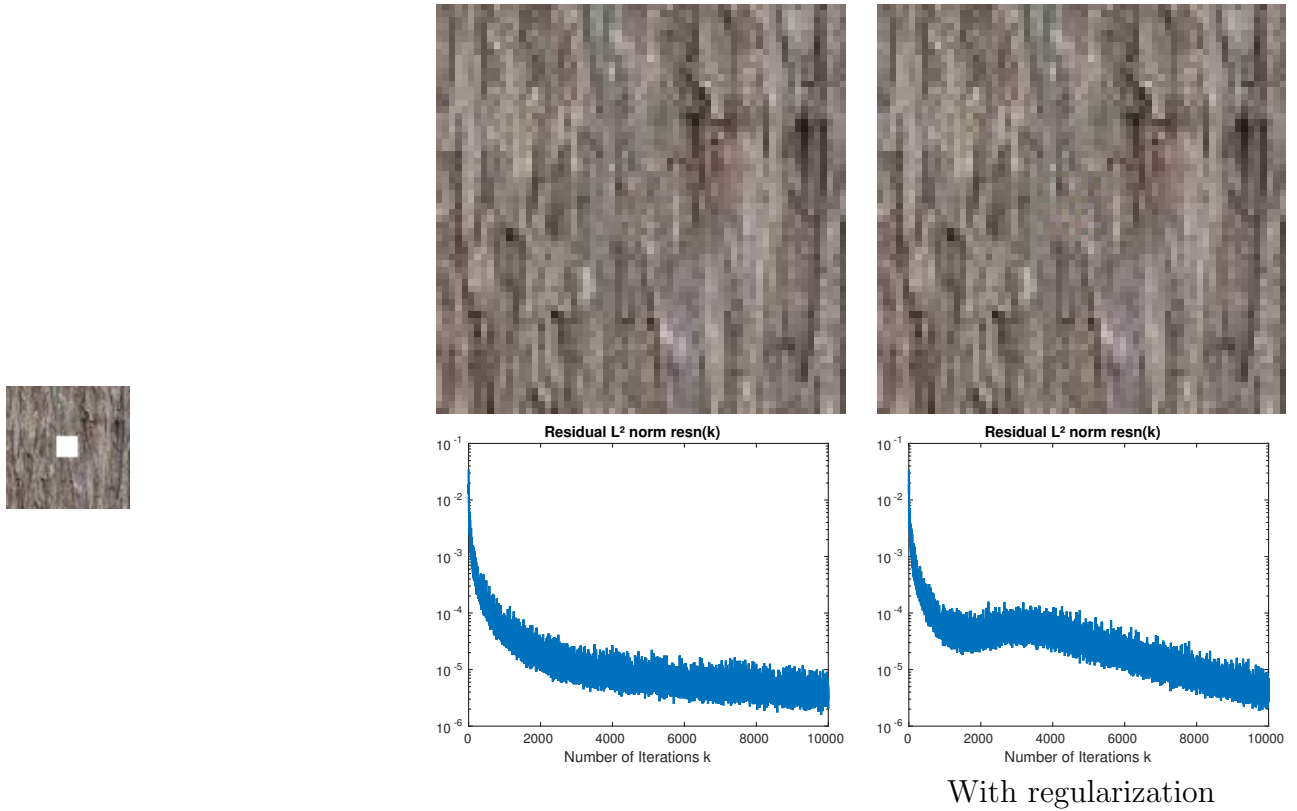 Residual L² norm resn(k)
10⁻¹
10⁻²
10⁻³
10⁻⁴
10⁻⁵
10⁻⁶
0 2000 4000 6000 8000 10000
Number of Iterations k
Residual L² norm resn(k)
10⁻¹
10⁻²
10⁻³
10⁻⁴
10⁻⁵
10⁻⁶
0 2000 4000 6000 8000 10000
Number of Iterations k
With regularization